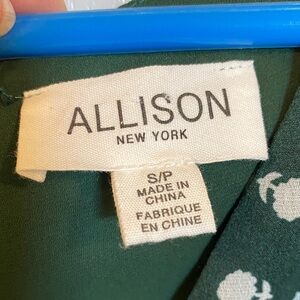 ALLISON
NEW YORK
S/P
MADE IN
CHINA
FABRIQUE
EN CHINE